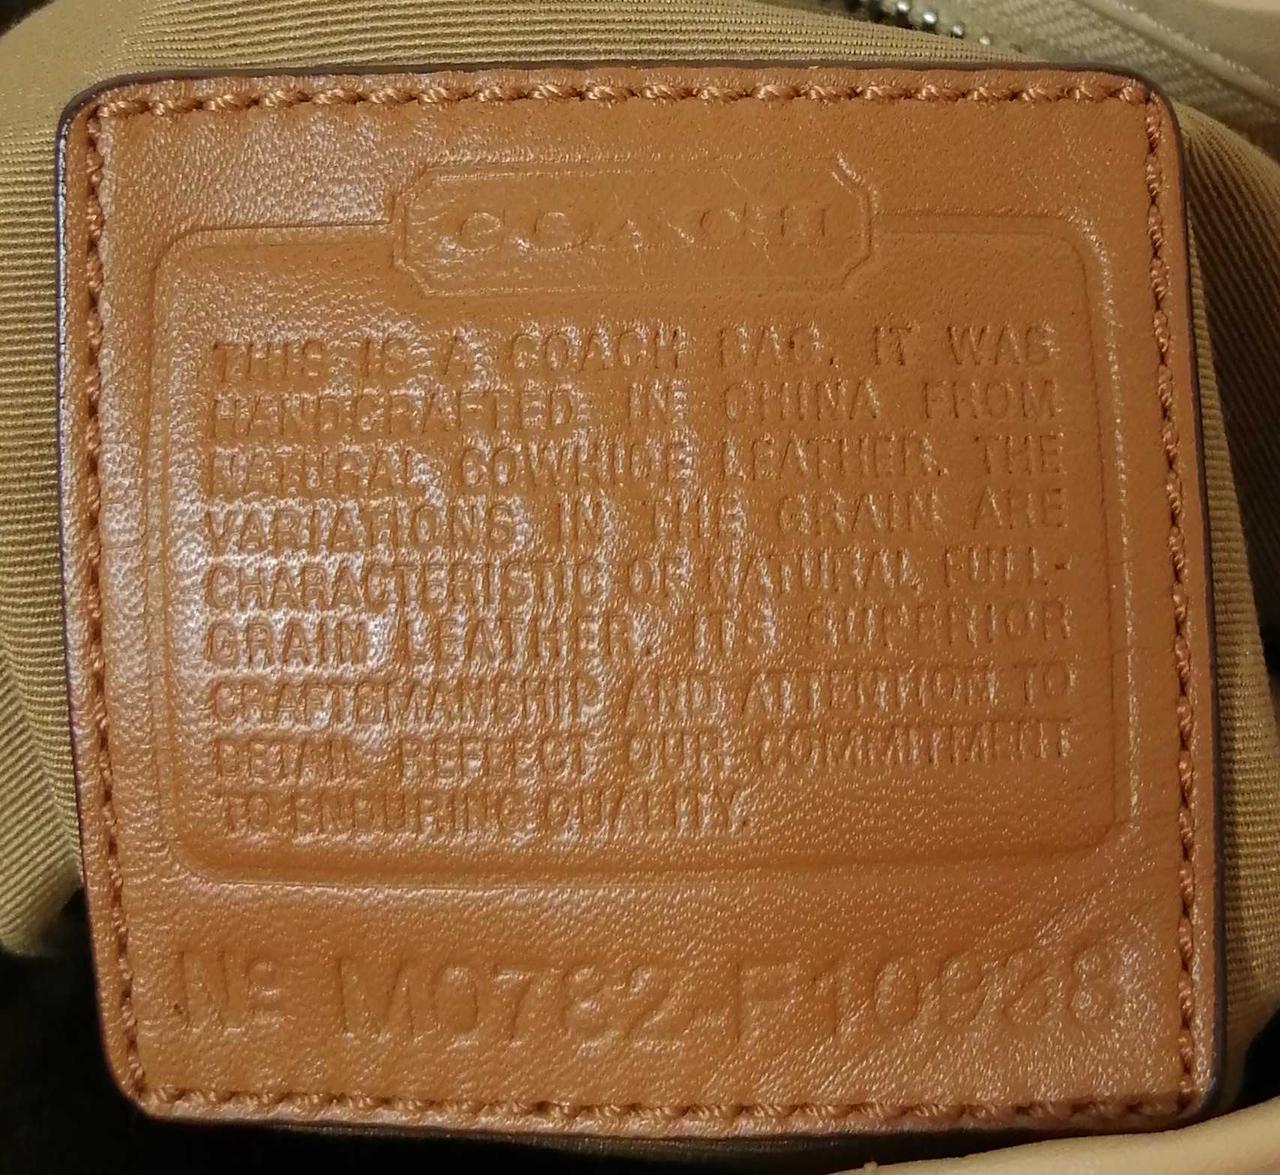 COACH
THIS IS A COACH BAG. IT WAS
HANDCRAFTED IN CHINA FROM
NATURAL COWHIDE LEATHER. THE
VARIATIONS IN THE GRAIN ARE
CHARACTERISTIC OF NATURAL FULL-
GRAIN LEATHER. ITS SUPERIOR
CRAFTSMANSHIP AND ATTENTION TO
DETAIL REFLECT OUR COMMITMENT
TO ENDURING QUALITY.
Nº M0782-